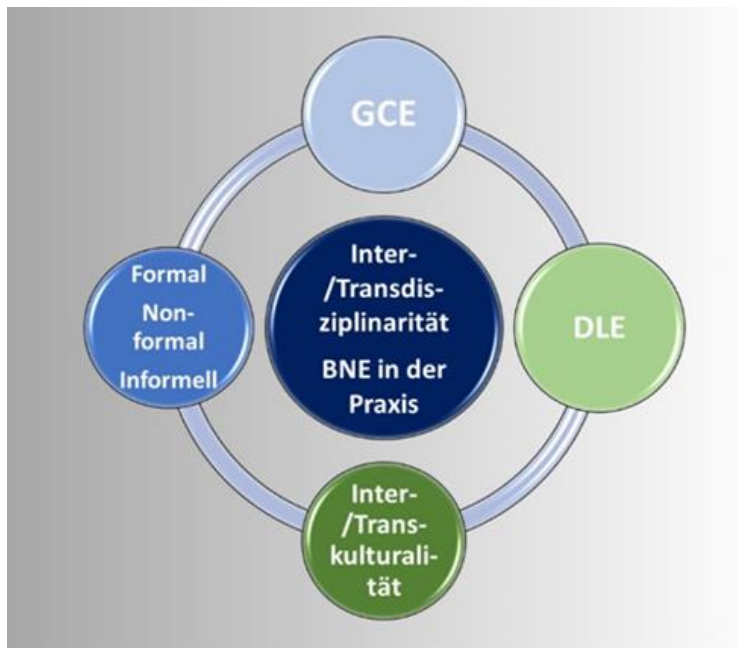 GCE
Formal
Non-
formal
Informell
Inter-
/Transdis-
ziplinarität
BNE in der
Praxis
DLE
Inter-
/Trans-
kulturali-
tät